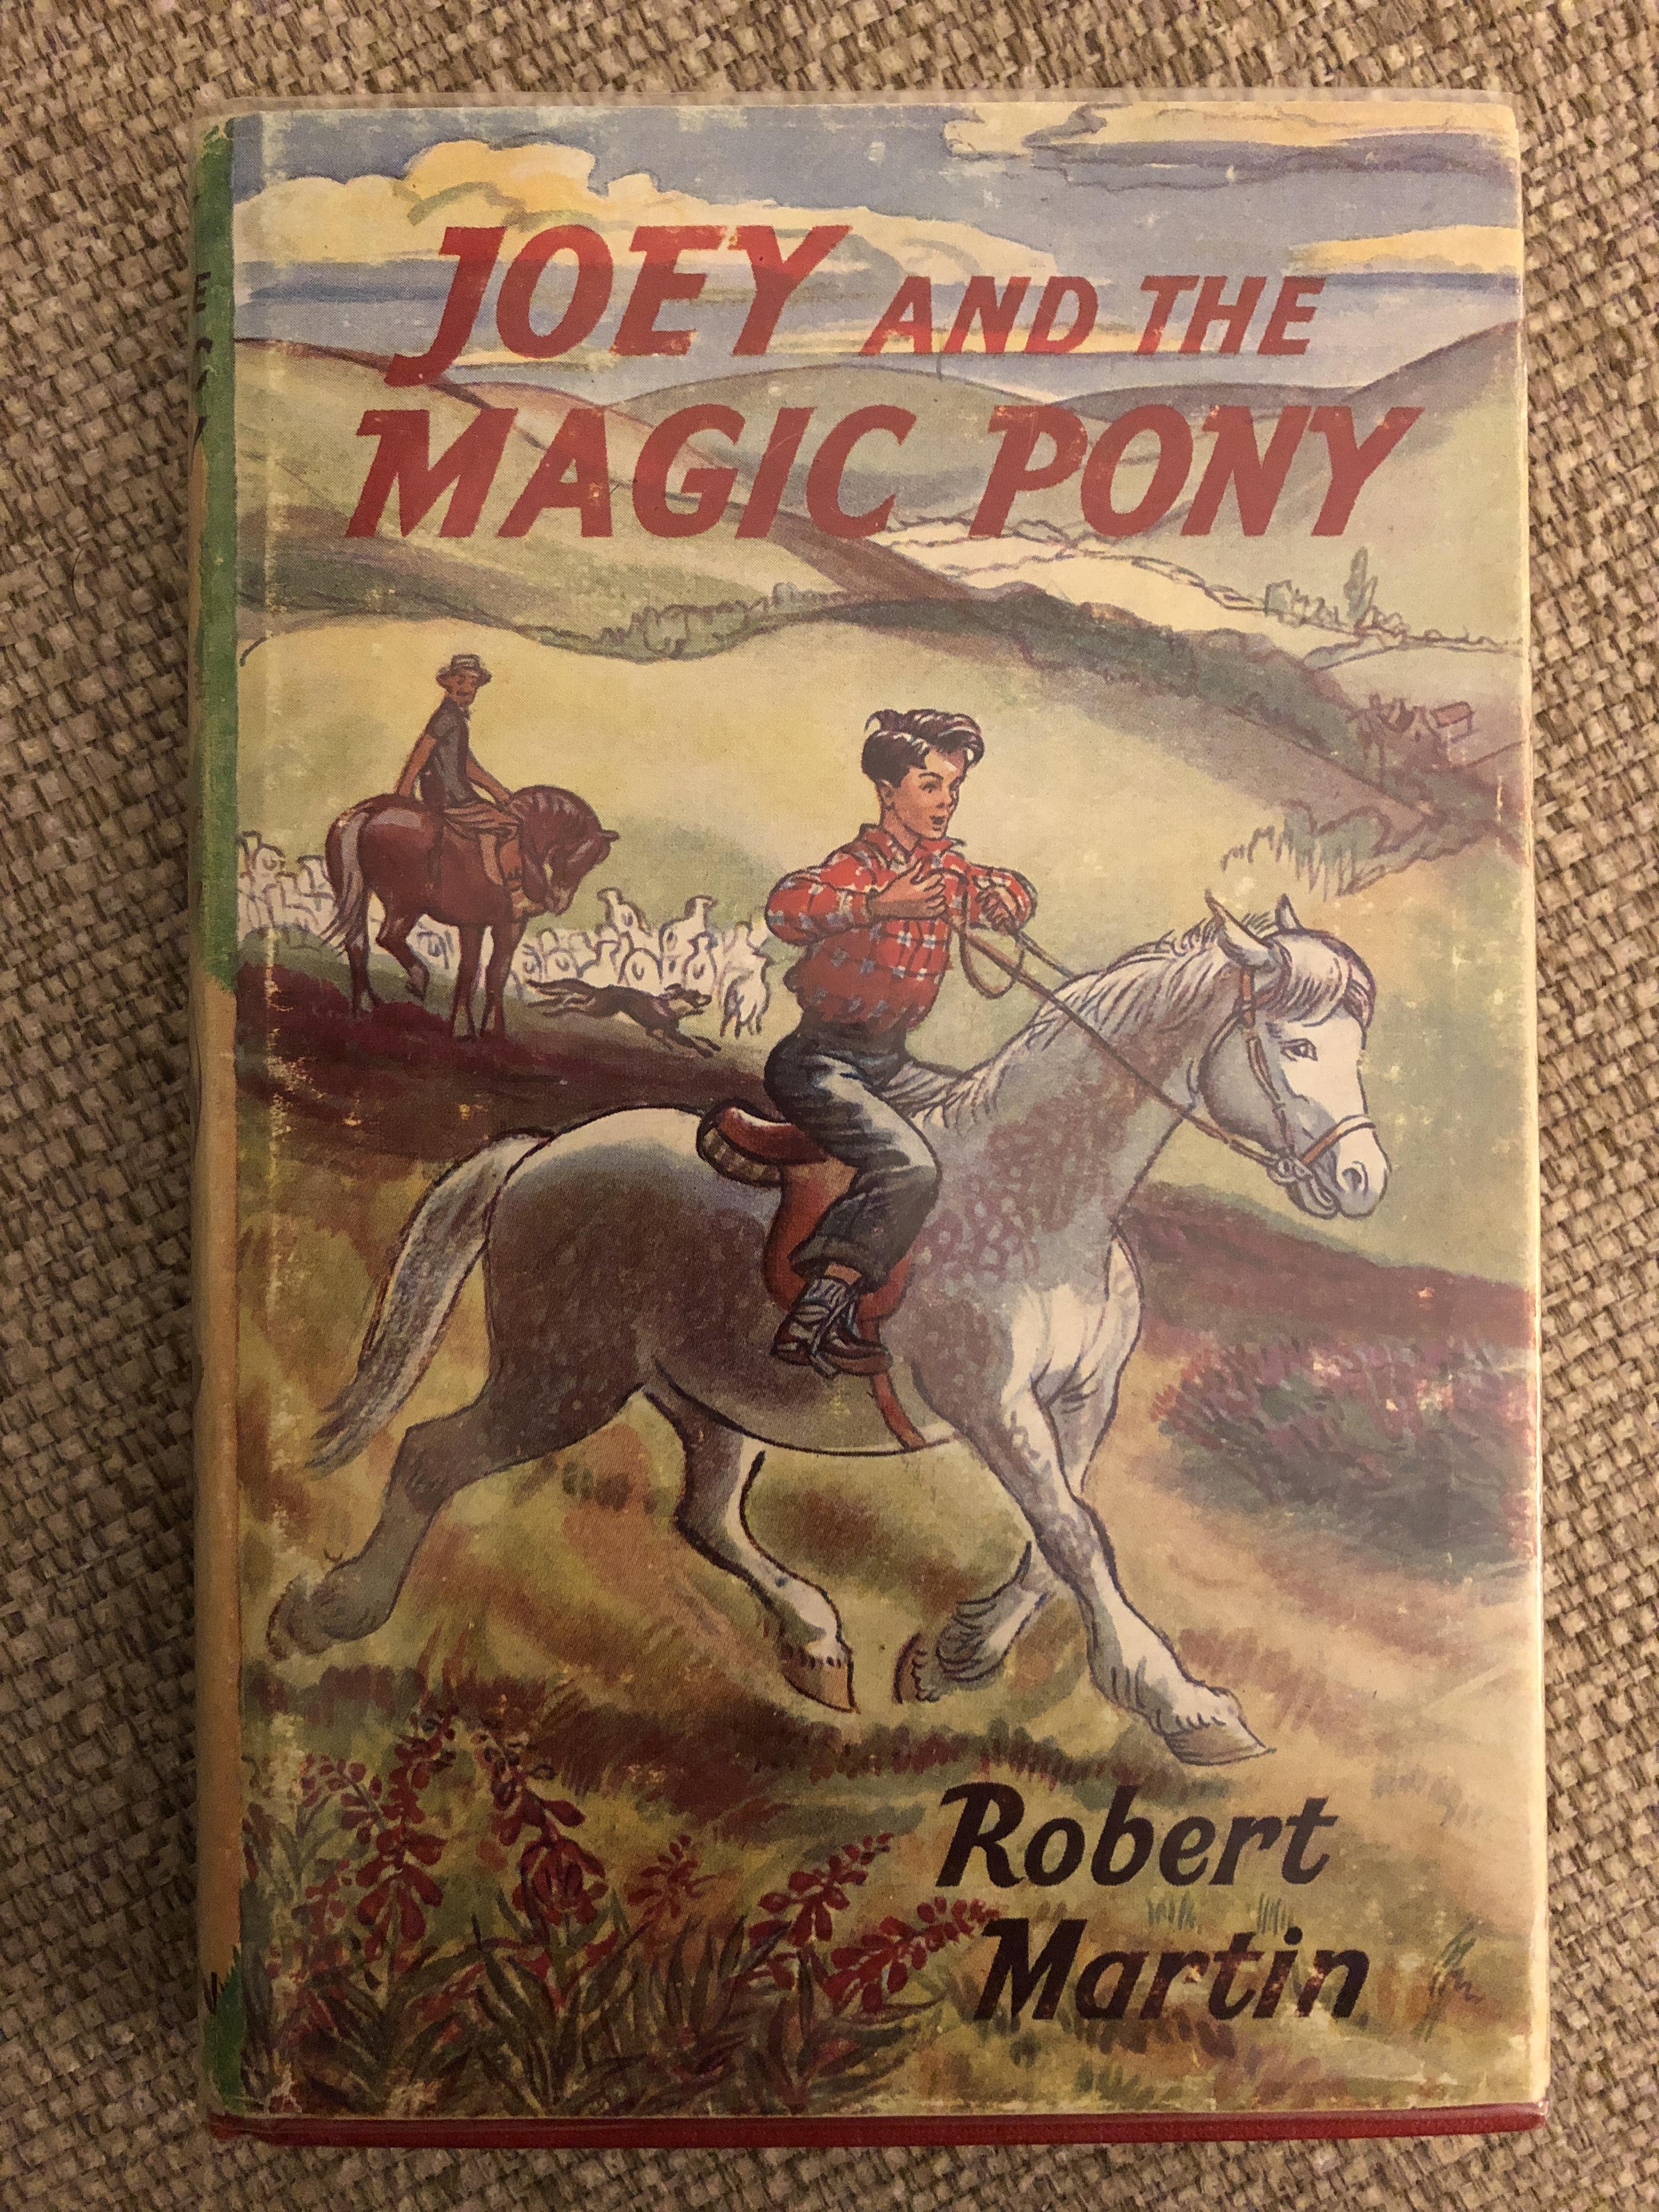 JOEY AND THE
MAGIC PONY
Robert
Martin